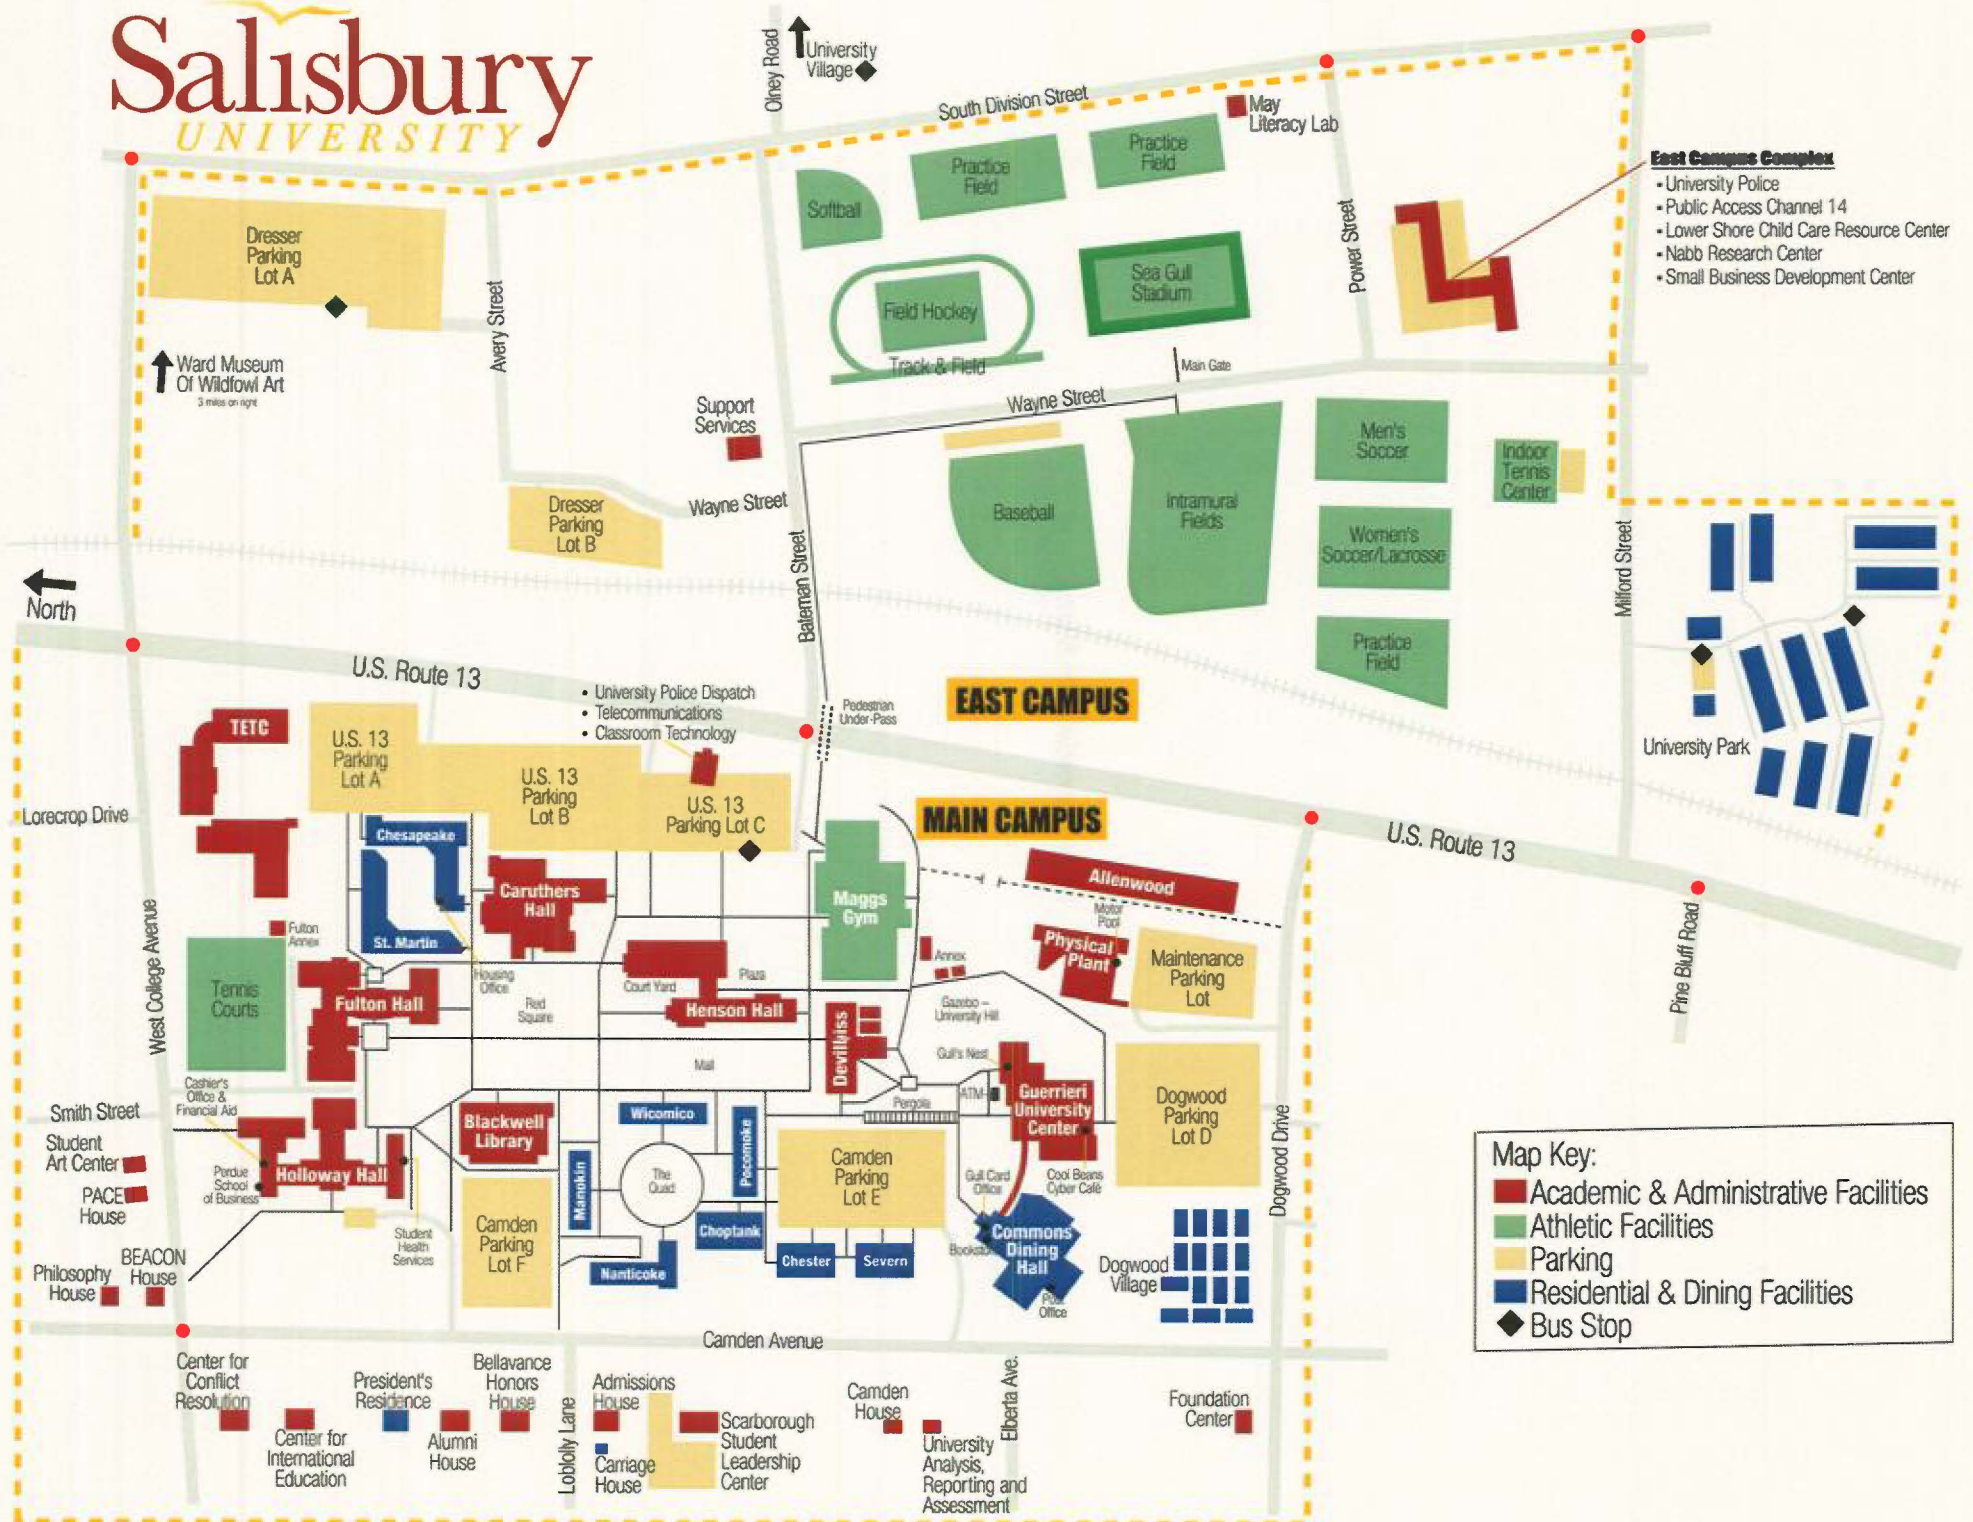 Salisbury
UNIVERSITY
Olney Road
University
Village
South Division Street
May
Literacy Lab
East Campus Complex
• University Police
• Public Access Channel 14
• Lower Shore Child Care Resource Center
• Nabb Research Center
• Small Business Development Center
Power Street
Practice
Field
Practice
Field
Softball
Sea Gull
Stadium
Field Hockey
Track & Field
Main Gate
Wayne Street
Dresser
Parking
Lot A
Avery Street
Ward Museum
Of Wildfowl Art
3 miles on right
Support
Services
Wayne Street
Dresser
Parking
Lot B
Bateman Street
Baseball
Intramural
Fields
Men's
Soccer
Indoor
Tennis
Center
Women's
Soccer/Lacrosse
Practice
Field
Milford Street
University Park
North
U.S. Route 13
• University Police Dispatch
• Telecommunications
• Classroom Technology
Pedestrian
Under-Pass
EAST CAMPUS
MAIN CAMPUS
U.S. Route 13
Pine Bluff Road
TETC
U.S. 13
Parking
Lot A
U.S. 13
Parking
Lot B
U.S. 13
Parking Lot C
Lorecrop Drive
West College Avenue
Chesapeake
St. Martin
Caruthers
Hall
Maggs
Gym
Allenwood
Motor
Pool
Physical
Plant
Maintenance
Parking
Lot
Annex
Fulton
Annex
Tennis
Courts
Fulton Hall
Housing
Office
Red
Square
Court Yard
Plaza
Henson Hall
Devilbiss
Gazebo –
University Hill
Gull's Nest
ATM
Guerrieri
University
Center
Dogwood
Parking
Lot D
Dogwood Drive
Mall
Pergola
Cashier's
Office &
Financial Aid
Smith Street
Student
Art Center
PACE
House
Perdue
School
of Business
Holloway Hall
Blackwell
Library
Wicomico
Pocomoke
Manokin
The
Quad
Choptank
Nanticoke
Camden
Parking
Lot E
Chester
Severn
Gull Card
Office
Cool Beans
Cyber Café
Commons
Dining
Hall
Post
Office
Dogwood
Village
Student
Health
Services
Camden
Parking
Lot F
BEACON
House
Philosophy
House
Camden Avenue
Center for
Conflict
Resolution
Center for
International
Education
President's
Residence
Alumni
House
Bellavance
Honors
House
Loblolly Lane
Admissions
House
Carriage
House
Scarborough
Student
Leadership
Center
Camden
House
University
Analysis,
Reporting and
Assessment
Elberta Ave.
Foundation
Center
Map Key:
Academic & Administrative Facilities
Athletic Facilities
Parking
Residential & Dining Facilities
Bus Stop